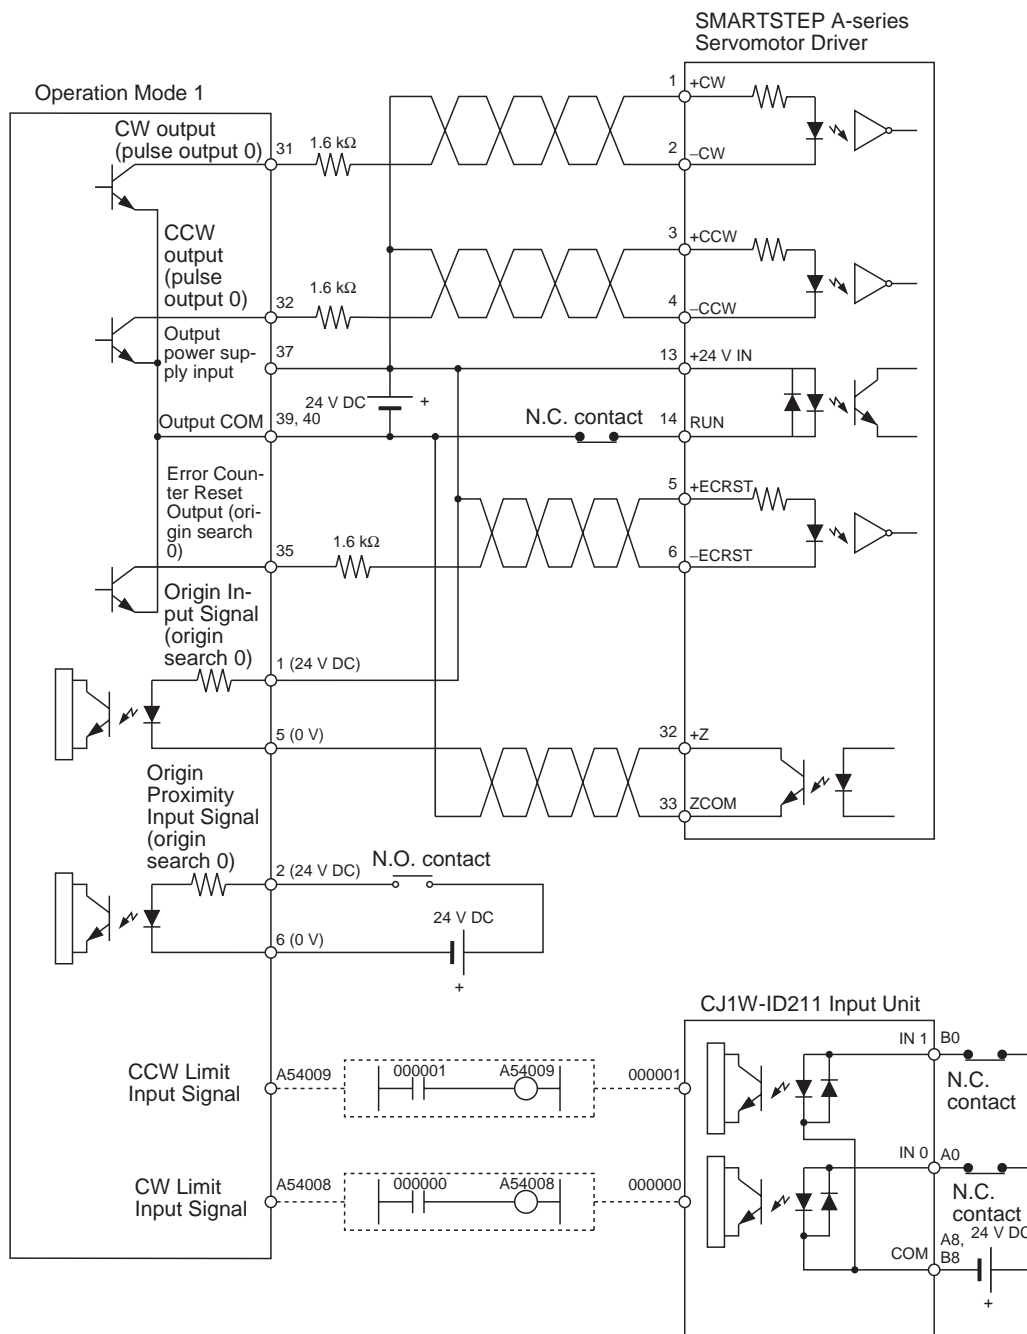 SMARTSTEP A-series
Servomotor Driver
Operation Mode 1
CW output
(pulse output 0)
31
1.6 kΩ
1
+CW
2
–CW
CCW
output
(pulse
output 0)
32
1.6 kΩ
3
+CCW
4
–CCW
Output
power sup-
ply input
37
13
+24 V IN
24 V DC
+
Output COM
39, 40
N.C. contact
14
RUN
Error Coun-
ter Reset
Output (ori-
gin search
0)
35
1.6 kΩ
5
+ECRST
6
–ECRST
Origin In-
put Signal
(origin
search 0)
1 (24 V DC)
5 (0 V)
32
+Z
33
ZCOM
Origin
Proximity
Input Signal
(origin
search 0)
2 (24 V DC)
N.O. contact
24 V DC
6 (0 V)
+
CJ1W-ID211 Input Unit
IN 1
B0
N.C.
contact
CCW Limit
Input Signal
A54009
000001
A54009
000001
IN 0
A0
N.C.
contact
CW Limit
Input Signal
A54008
000000
A54008
000000
COM
A8,
B8
24 V DC
+